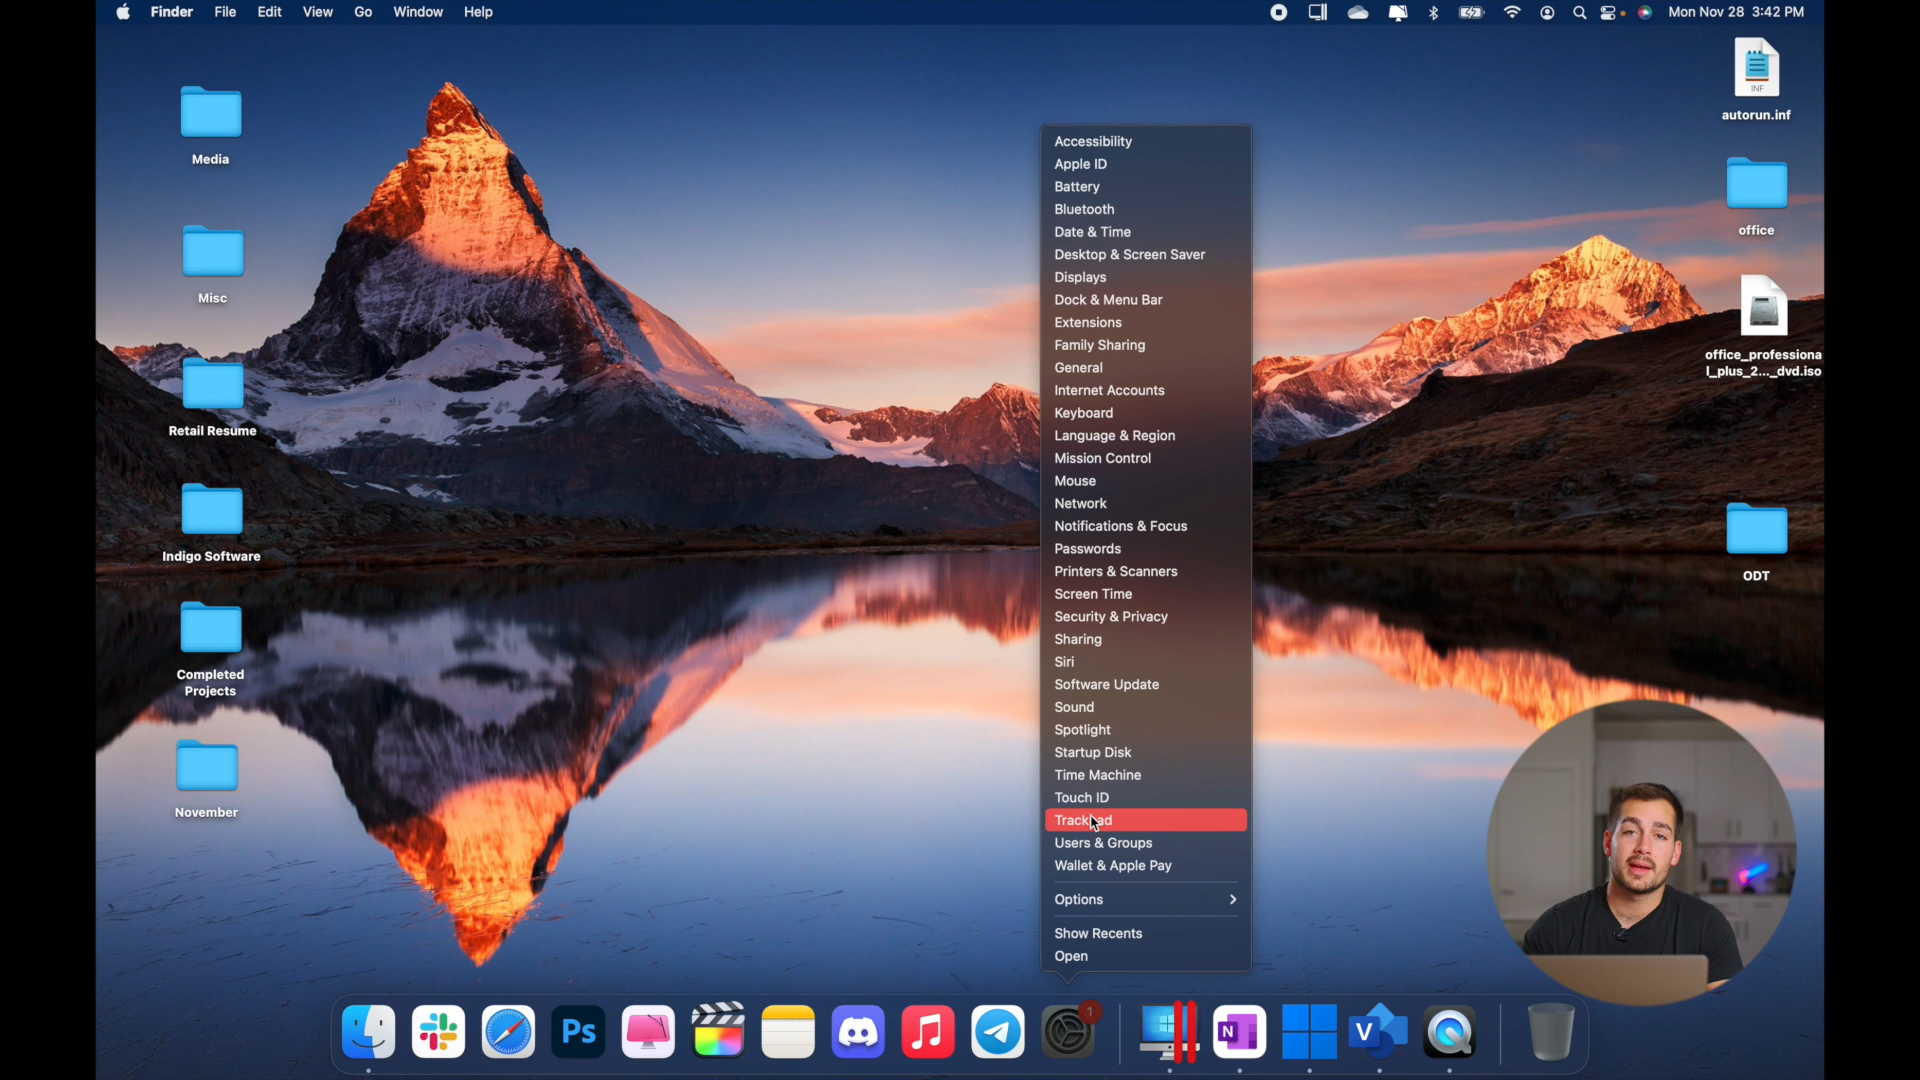 Finder File Edit View Go Window Help
Mon Nov 28 3:42 PM
Media
Misc
Retail Resume
Indigo Software
Completed
Projects
November
Accessibility
Apple ID
Battery
Bluetooth
Date & Time
Desktop & Screen Saver
Displays
Dock & Menu Bar
Extensions
Family Sharing
General
Internet Accounts
Keyboard
Language & Region
Mission Control
Mouse
Network
Notifications & Focus
Passwords
Printers & Scanners
Screen Time
Security & Privacy
Sharing
Siri
Software Update
Sound
Spotlight
Startup Disk
Time Machine
Touch ID
Trackpad
Users & Groups
Wallet & Apple Pay
Options
Show Recents
Open
INF
autorun.inf
office
office_professiona
l_plus_2..._dvd.iso
ODT
Ps
1
N
V